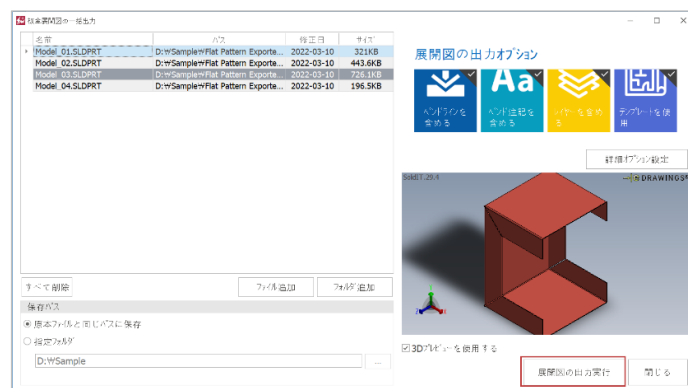 板金展開図の一括出力
名前 パス 修正日 サイズ
Model_01.SLDPRT D:₩Sample₩Flat Pattern Exporte... 2022-03-10 321KB
Model_02.SLDPRT D:₩Sample₩Flat Pattern Exporte... 2022-03-10 443.6KB
Model_03.SLDPRT D:₩Sample₩Flat Pattern Exporte... 2022-03-10 726.1KB
Model_04.SLDPRT D:₩Sample₩Flat Pattern Exporte... 2022-03-10 196.5KB
すべて削除 ファイル追加 フォルダ追加
保存パス
原本ファイルと同じパスに保存
指定フォルダ
D:₩Sample ...
展開図の出力オプション
Aa
ベンドラインを含める
ベンド注記を含める
レイヤーを含める
テンプレートを使用
詳細オプション設定
DRAWINGS
3Dプレビューを使用する
展開図の出力実行 閉じる